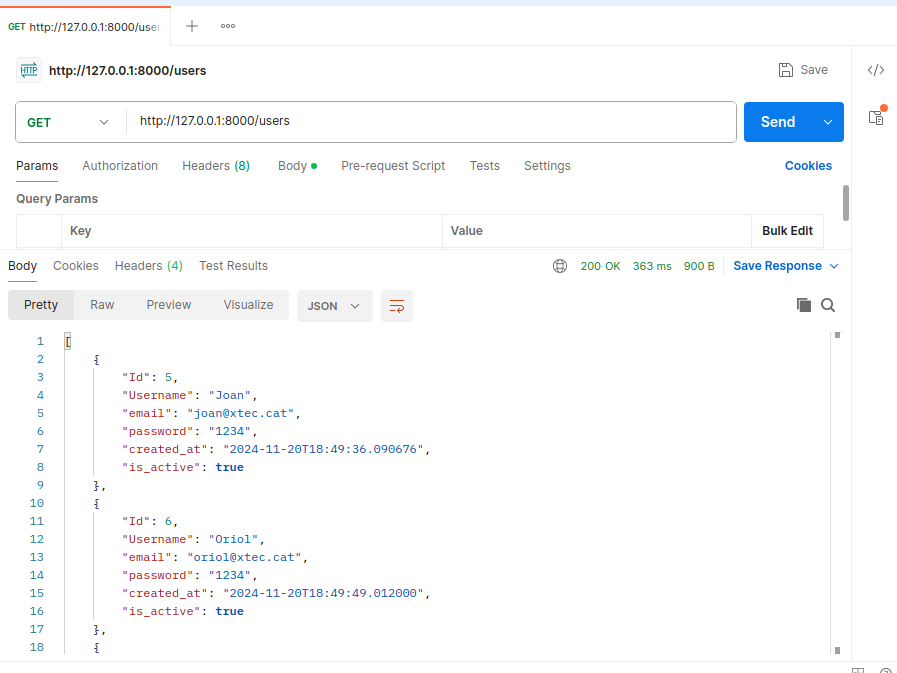 GET http://127.0.0.1:8000/user
http://127.0.0.1:8000/users Save
GET http://127.0.0.1:8000/users Send
Params Authorization Headers (8) Body Pre-request Script Tests Settings Cookies
Query Params
Key Value Bulk Edit
Body Cookies Headers (4) Test Results 200 OK 363 ms 900 B Save Response
Pretty Raw Preview Visualize JSON
1 [
2 {
3 "Id": 5,
4 "Username": "Joan",
5 "email": "joan@xtec.cat",
6 "password": "1234",
7 "created_at": "2024-11-20T18:49:36.090676",
8 "is_active": true
9 },
10 {
11 "Id": 6,
12 "Username": "Oriol",
13 "email": "oriol@xtec.cat",
14 "password": "1234",
15 "created_at": "2024-11-20T18:49:49.012000",
16 "is_active": true
17 },
18 {